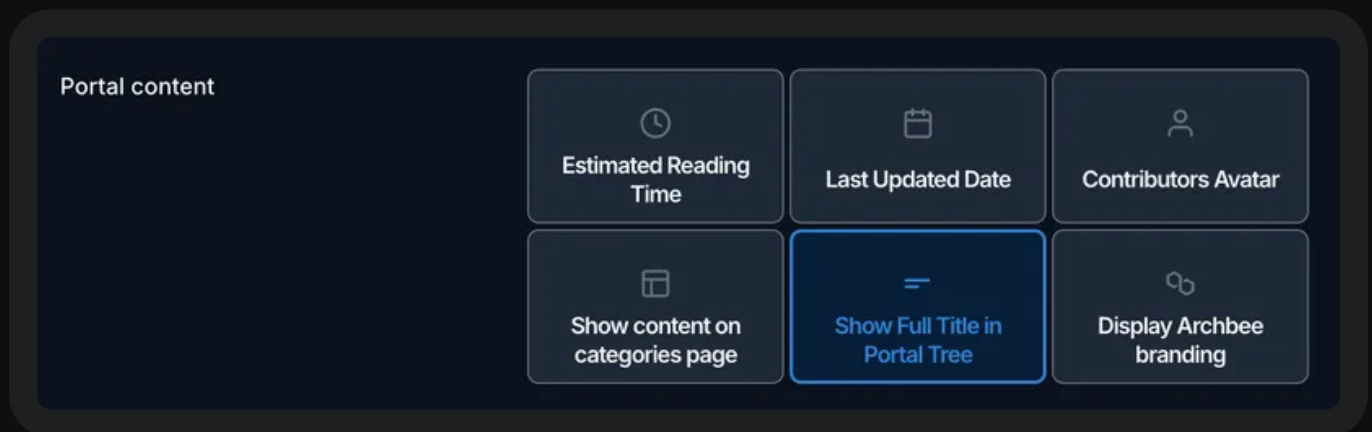 Portal content
Estimated Reading
Time
Last Updated Date
Contributors Avatar
Show content on
categories page
Show Full Title in
Portal Tree
Display Archbee
branding